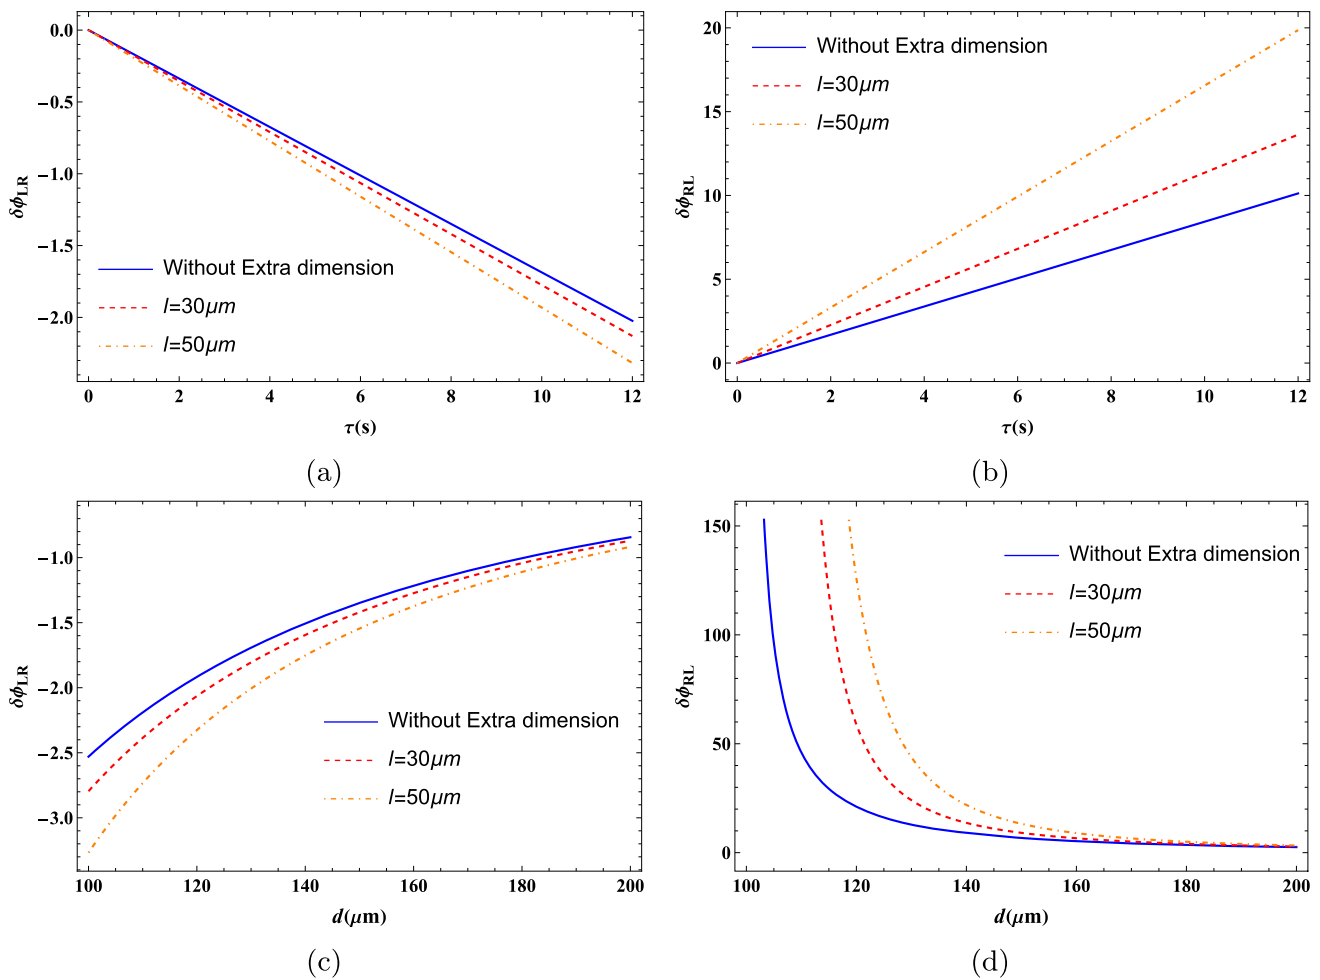 0.0
−0.5
−1.0
−1.5
−2.0
δϕLR
Without Extra dimension
l=30μm
l=50μm
0 2 4 6 8 10 12
τ(s)
(a)
20
15
10
5
0
δϕRL
Without Extra dimension
l=30μm
l=50μm
0 2 4 6 8 10 12
τ(s)
(b)
−1.0
−1.5
−2.0
−2.5
−3.0
δϕLR
Without Extra dimension
l=30μm
l=50μm
100 120 140 160 180 200
d(μm)
(c)
150
100
50
0
δϕRL
Without Extra dimension
l=30μm
l=50μm
100 120 140 160 180 200
d(μm)
(d)